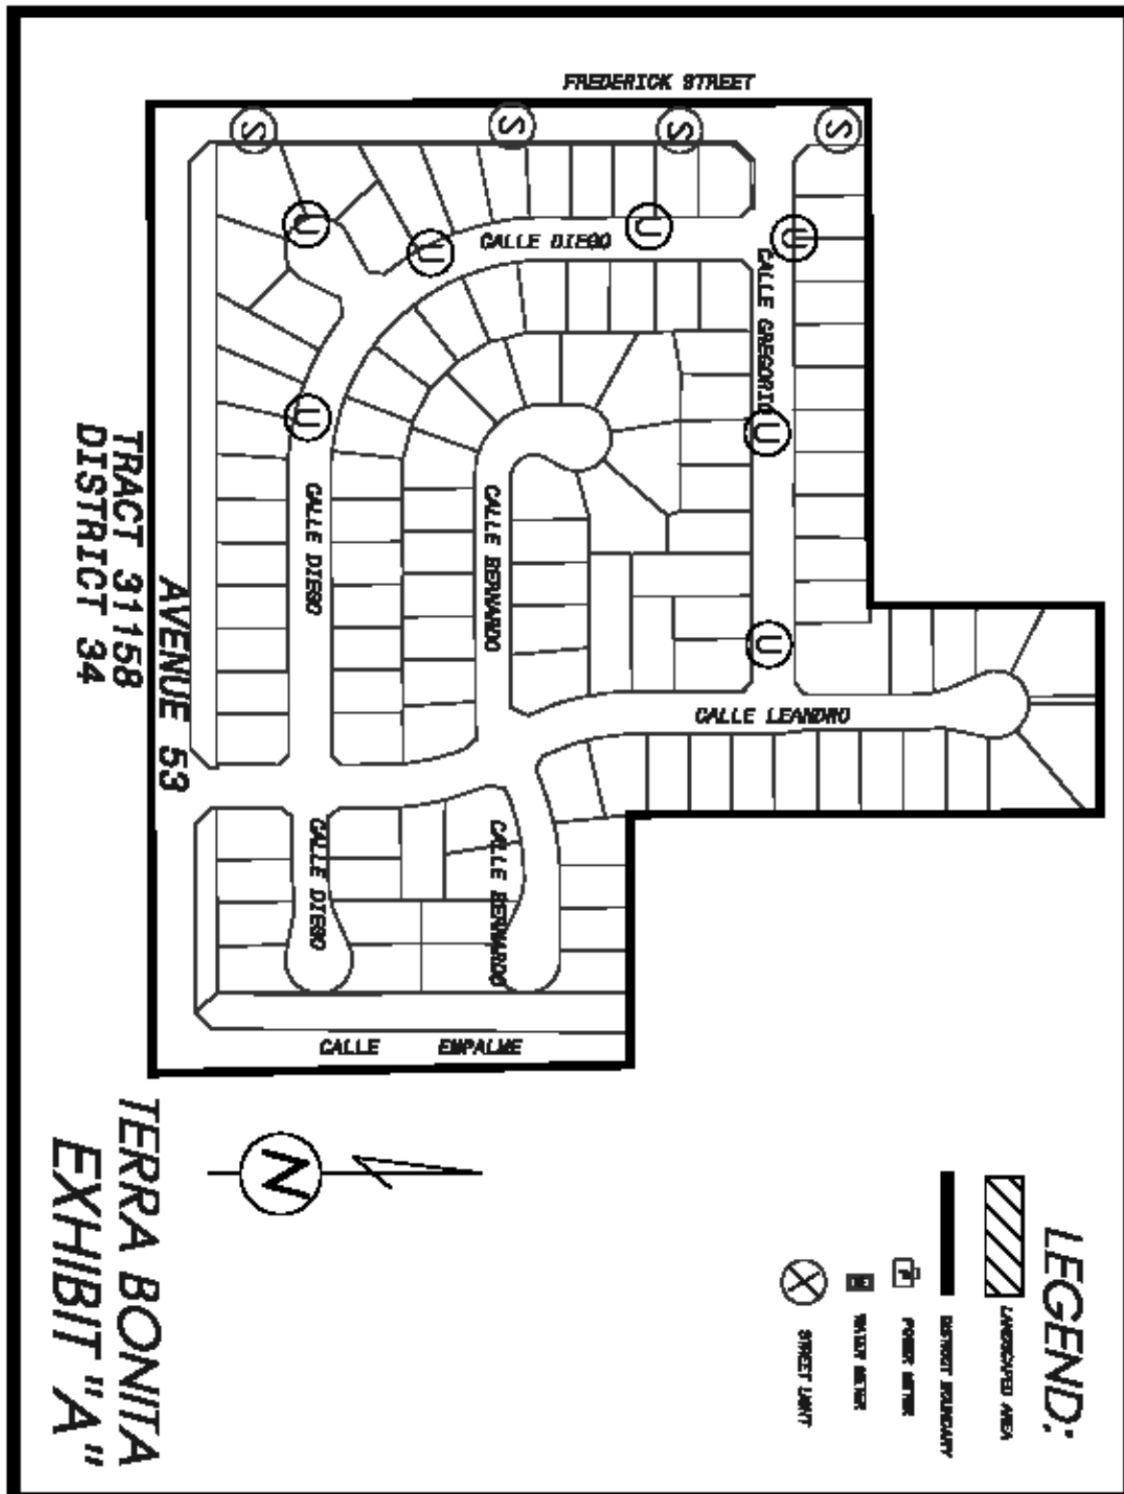 FREDERICK STREET
S
S
S
S
U
U
U
U
CALLE DIEGO
CALLE GREGORIO
U
U
CALLE DIEGO
CALLE BERNARDO
U
CALLE LEANDRO
AVENUE 53
TRACT 31158
DISTRICT 34
CALLE DIEGO
CALLE BERNARDO
CALLE EMPALME
N
LEGEND:
LANDSCAPED AREA
DISTRICT BOUNDARY
P
POWER METER
WATER METER
STREET LIGHT
TERRA BONITA
EXHIBIT "A"